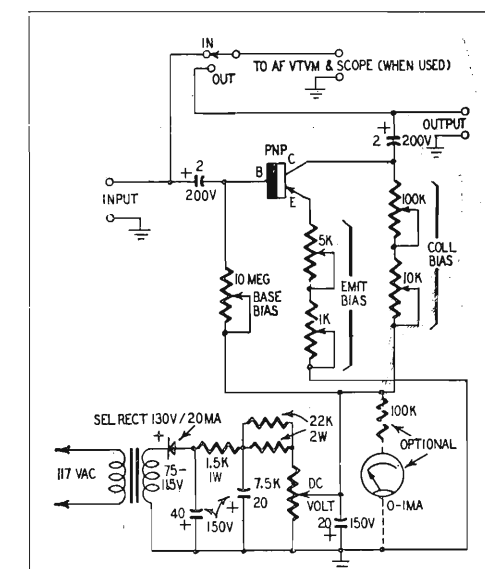 IN
TO AF VTVM & SCOPE (WHEN USED)
OUT
PNP
C
B
E
+
2 200V
OUTPUT
+ 2
200V
INPUT
100K
COLL
BIAS
10K
5K
EMIT
BIAS
1K
10 MEG
BASE
BIAS
SEL RECT 130V/20MA
22K
2W
100K
OPTIONAL
117 VAC
+
75-
115V
1.5K
1W
7.5K
20
+
DC
VOLT
0-1MA
40
+
150V
20
+
150V